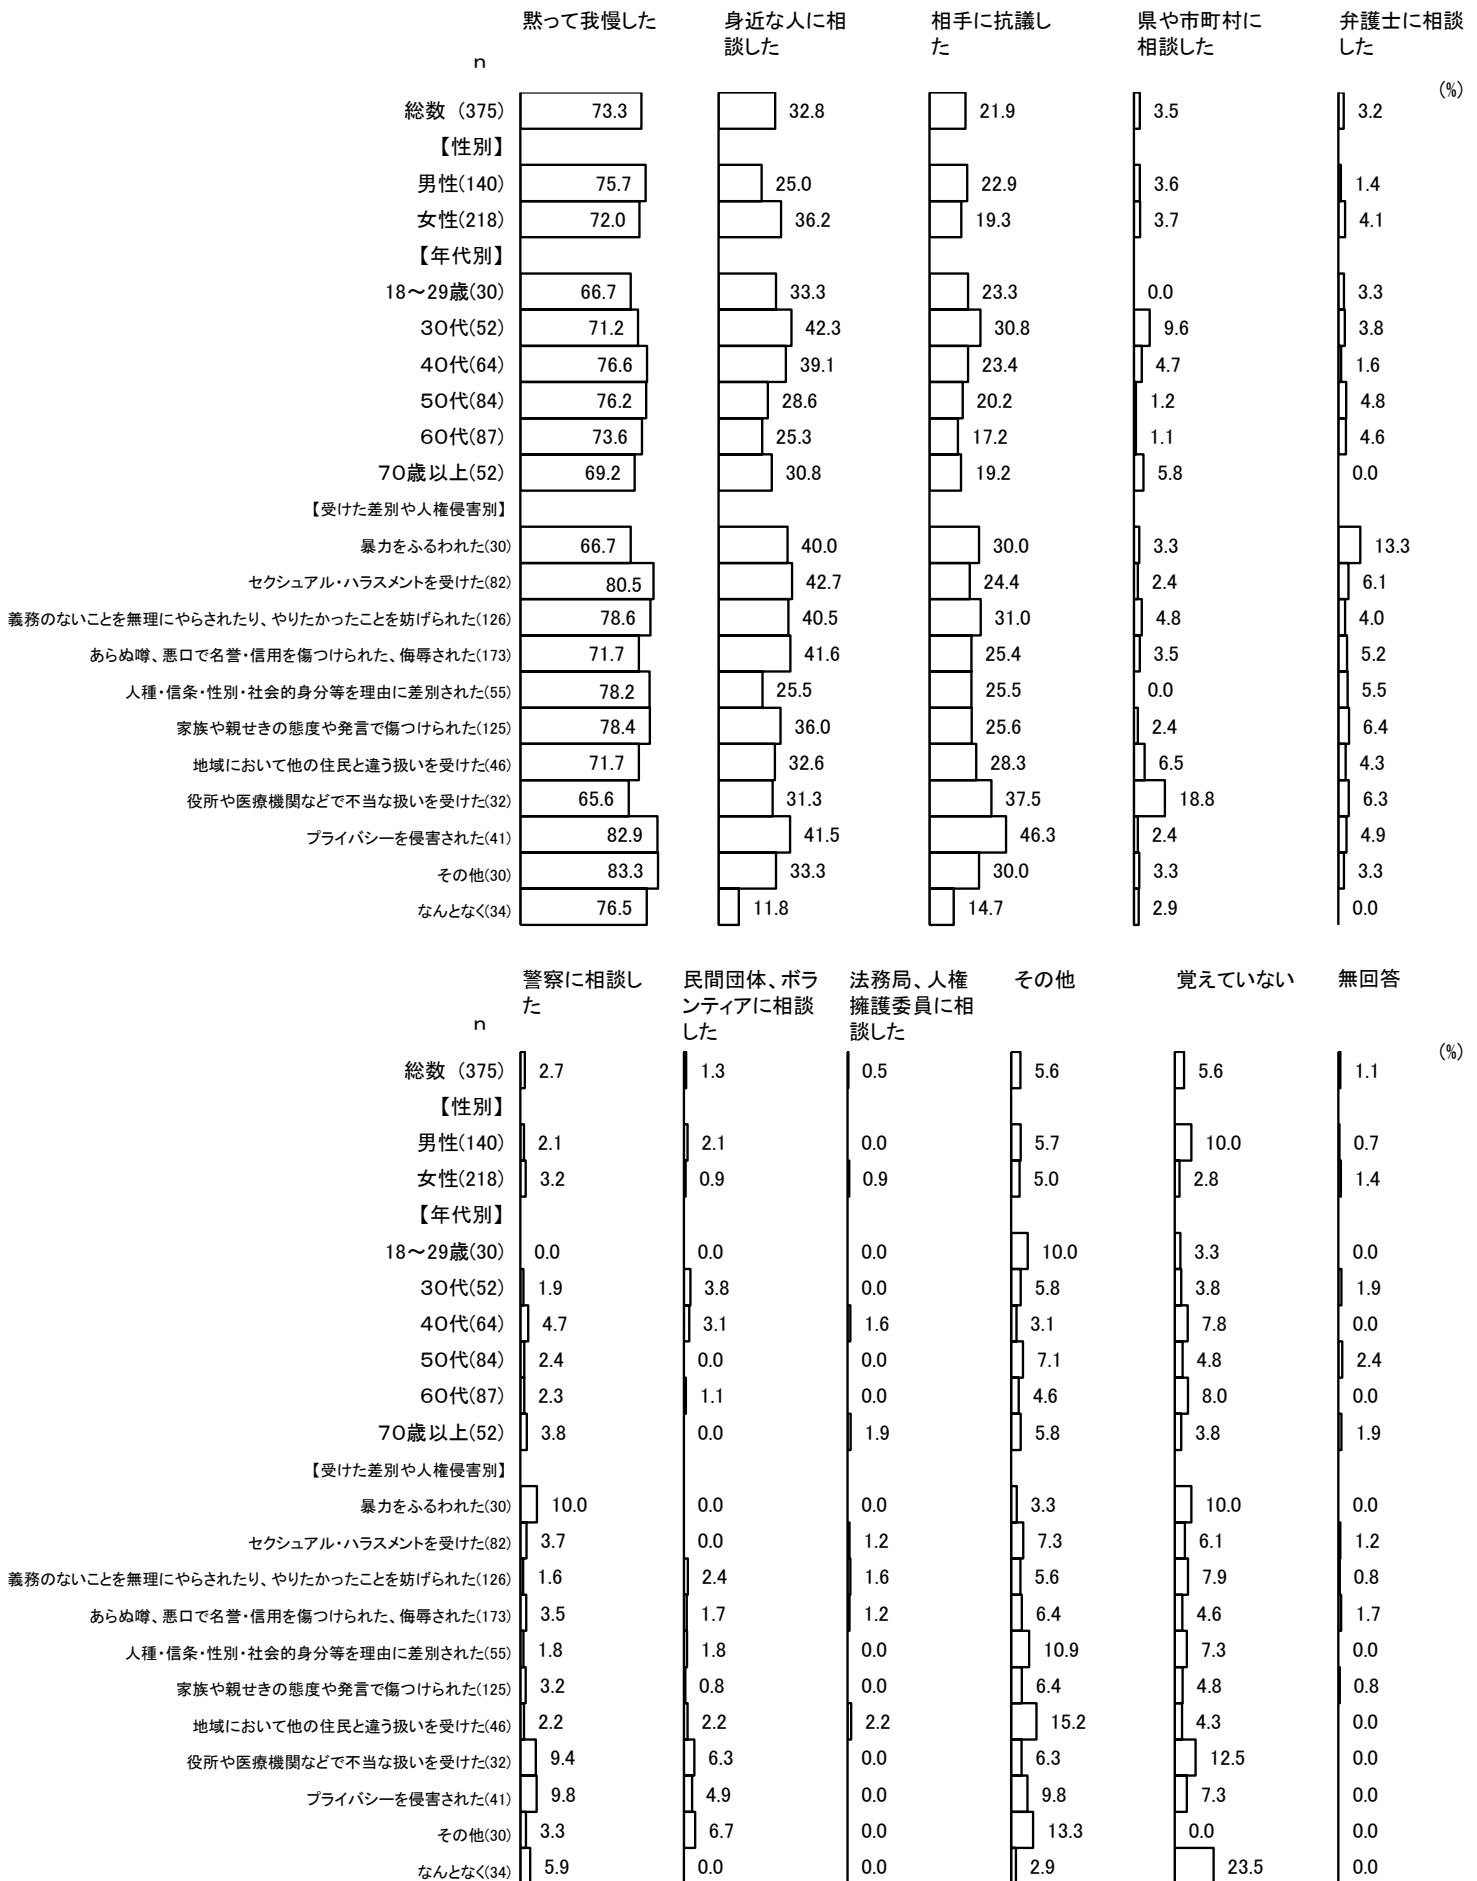 黙って我慢した 身近な人に相 相手に抗議し 県や市町村に 弁護士に相談
談した た 相談した した
n
(%)
総数 (375) 73.3 32.8 21.9 3.5 3.2
【性別】
男性(140) 75.7 25.0 22.9 3.6 1.4
女性(218) 72.0 36.2 19.3 3.7 4.1
【年代別】
18～29歳(30) 66.7 33.3 23.3 0.0 3.3
30代(52) 71.2 42.3 30.8 9.6 3.8
40代(64) 76.6 39.1 23.4 4.7 1.6
50代(84) 76.2 28.6 20.2 1.2 4.8
60代(87) 73.6 25.3 17.2 1.1 4.6
70歳以上(52) 69.2 30.8 19.2 5.8 0.0
【受けた差別や人権侵害別】
暴力をふるわれた(30) 66.7 40.0 30.0 3.3 13.3
セクシュアル・ハラスメントを受けた(82) 80.5 42.7 24.4 2.4 6.1
義務のないことを無理にやらされたり、やりたかったことを妨げられた(126) 78.6 40.5 31.0 4.8 4.0
あらぬ噂、悪口で名誉・信用を傷つけられた、侮辱された(173) 71.7 41.6 25.4 3.5 5.2
人種・信条・性別・社会的身分等を理由に差別された(55) 78.2 25.5 25.5 0.0 5.5
家族や親せきの態度や発言で傷つけられた(125) 78.4 36.0 25.6 2.4 6.4
地域において他の住民と違う扱いを受けた(46) 71.7 32.6 28.3 6.5 4.3
役所や医療機関などで不当な扱いを受けた(32) 65.6 31.3 37.5 18.8 6.3
プライバシーを侵害された(41) 82.9 41.5 46.3 2.4 4.9
その他(30) 83.3 33.3 30.0 3.3 3.3
なんとなく(34) 76.5 11.8 14.7 2.9 0.0
警察に相談し 民間団体、ボラ 法務局、人権 その他 覚えていない 無回答
た ンティアに相談 擁護委員に相
n した 談した
(%)
総数 (375) 2.7 1.3 0.5 5.6 5.6 1.1
【性別】
男性(140) 2.1 2.1 0.0 5.7 10.0 0.7
女性(218) 3.2 0.9 0.9 5.0 2.8 1.4
【年代別】
18～29歳(30) 0.0 0.0 0.0 10.0 3.3 0.0
30代(52) 1.9 3.8 0.0 5.8 3.8 1.9
40代(64) 4.7 3.1 1.6 3.1 7.8 0.0
50代(84) 2.4 0.0 0.0 7.1 4.8 2.4
60代(87) 2.3 1.1 0.0 4.6 8.0 0.0
70歳以上(52) 3.8 0.0 1.9 5.8 3.8 1.9
【受けた差別や人権侵害別】
暴力をふるわれた(30) 10.0 0.0 0.0 3.3 10.0 0.0
セクシュアル・ハラスメントを受けた(82) 3.7 0.0 1.2 7.3 6.1 1.2
義務のないことを無理にやらされたり、やりたかったことを妨げられた(126) 1.6 2.4 1.6 5.6 7.9 0.8
あらぬ噂、悪口で名誉・信用を傷つけられた、侮辱された(173) 3.5 1.7 1.2 6.4 4.6 1.7
人種・信条・性別・社会的身分等を理由に差別された(55) 1.8 1.8 0.0 10.9 7.3 0.0
家族や親せきの態度や発言で傷つけられた(125) 3.2 0.8 0.0 6.4 4.8 0.8
地域において他の住民と違う扱いを受けた(46) 2.2 2.2 2.2 15.2 4.3 0.0
役所や医療機関などで不当な扱いを受けた(32) 9.4 6.3 0.0 6.3 12.5 0.0
プライバシーを侵害された(41) 9.8 4.9 0.0 9.8 7.3 0.0
その他(30) 3.3 6.7 0.0 13.3 0.0 0.0
なんとなく(34) 5.9 0.0 0.0 2.9 23.5 0.0